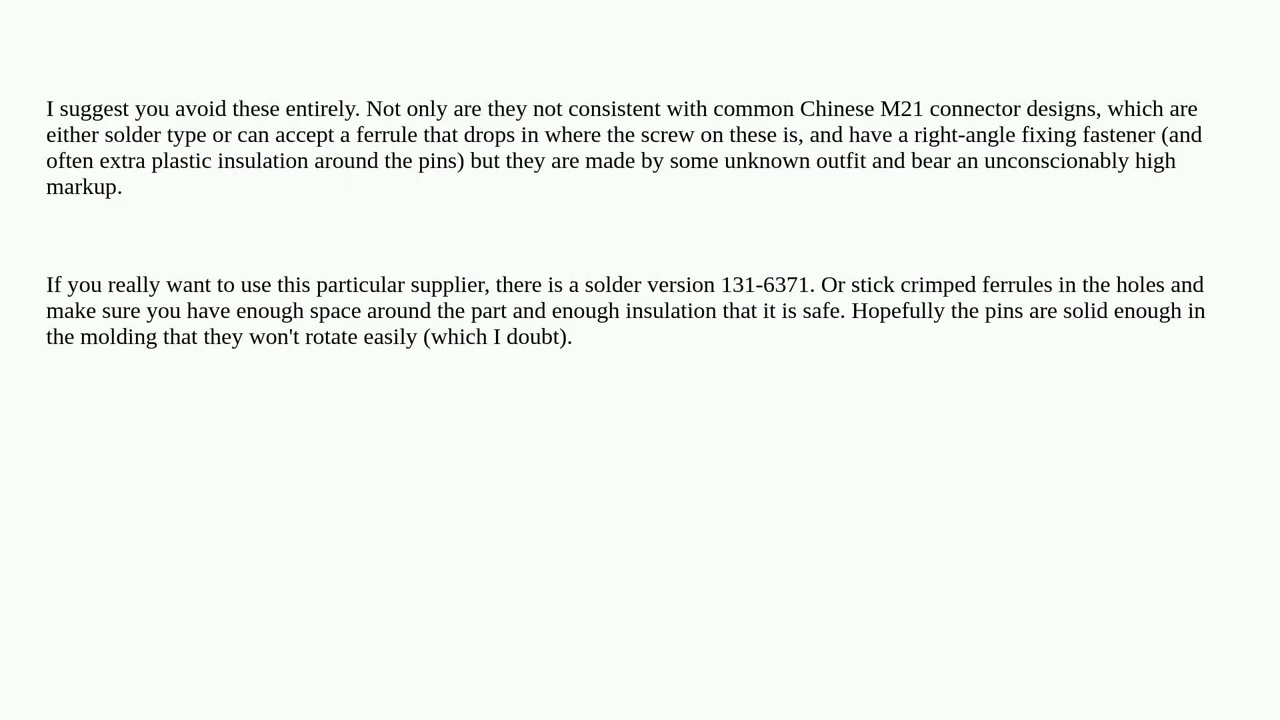 I suggest you avoid these entirely. Not only are they not consistent with common Chinese M21 connector designs, which are
either solder type or can accept a ferrule that drops in where the screw on these is, and have a right-angle fixing fastener (and
often extra plastic insulation around the pins) but they are made by some unknown outfit and bear an unconscionably high
markup.
If you really want to use this particular supplier, there is a solder version 131-6371. Or stick crimped ferrules in the holes and
make sure you have enough space around the part and enough insulation that it is safe. Hopefully the pins are solid enough in
the molding that they won't rotate easily (which I doubt).